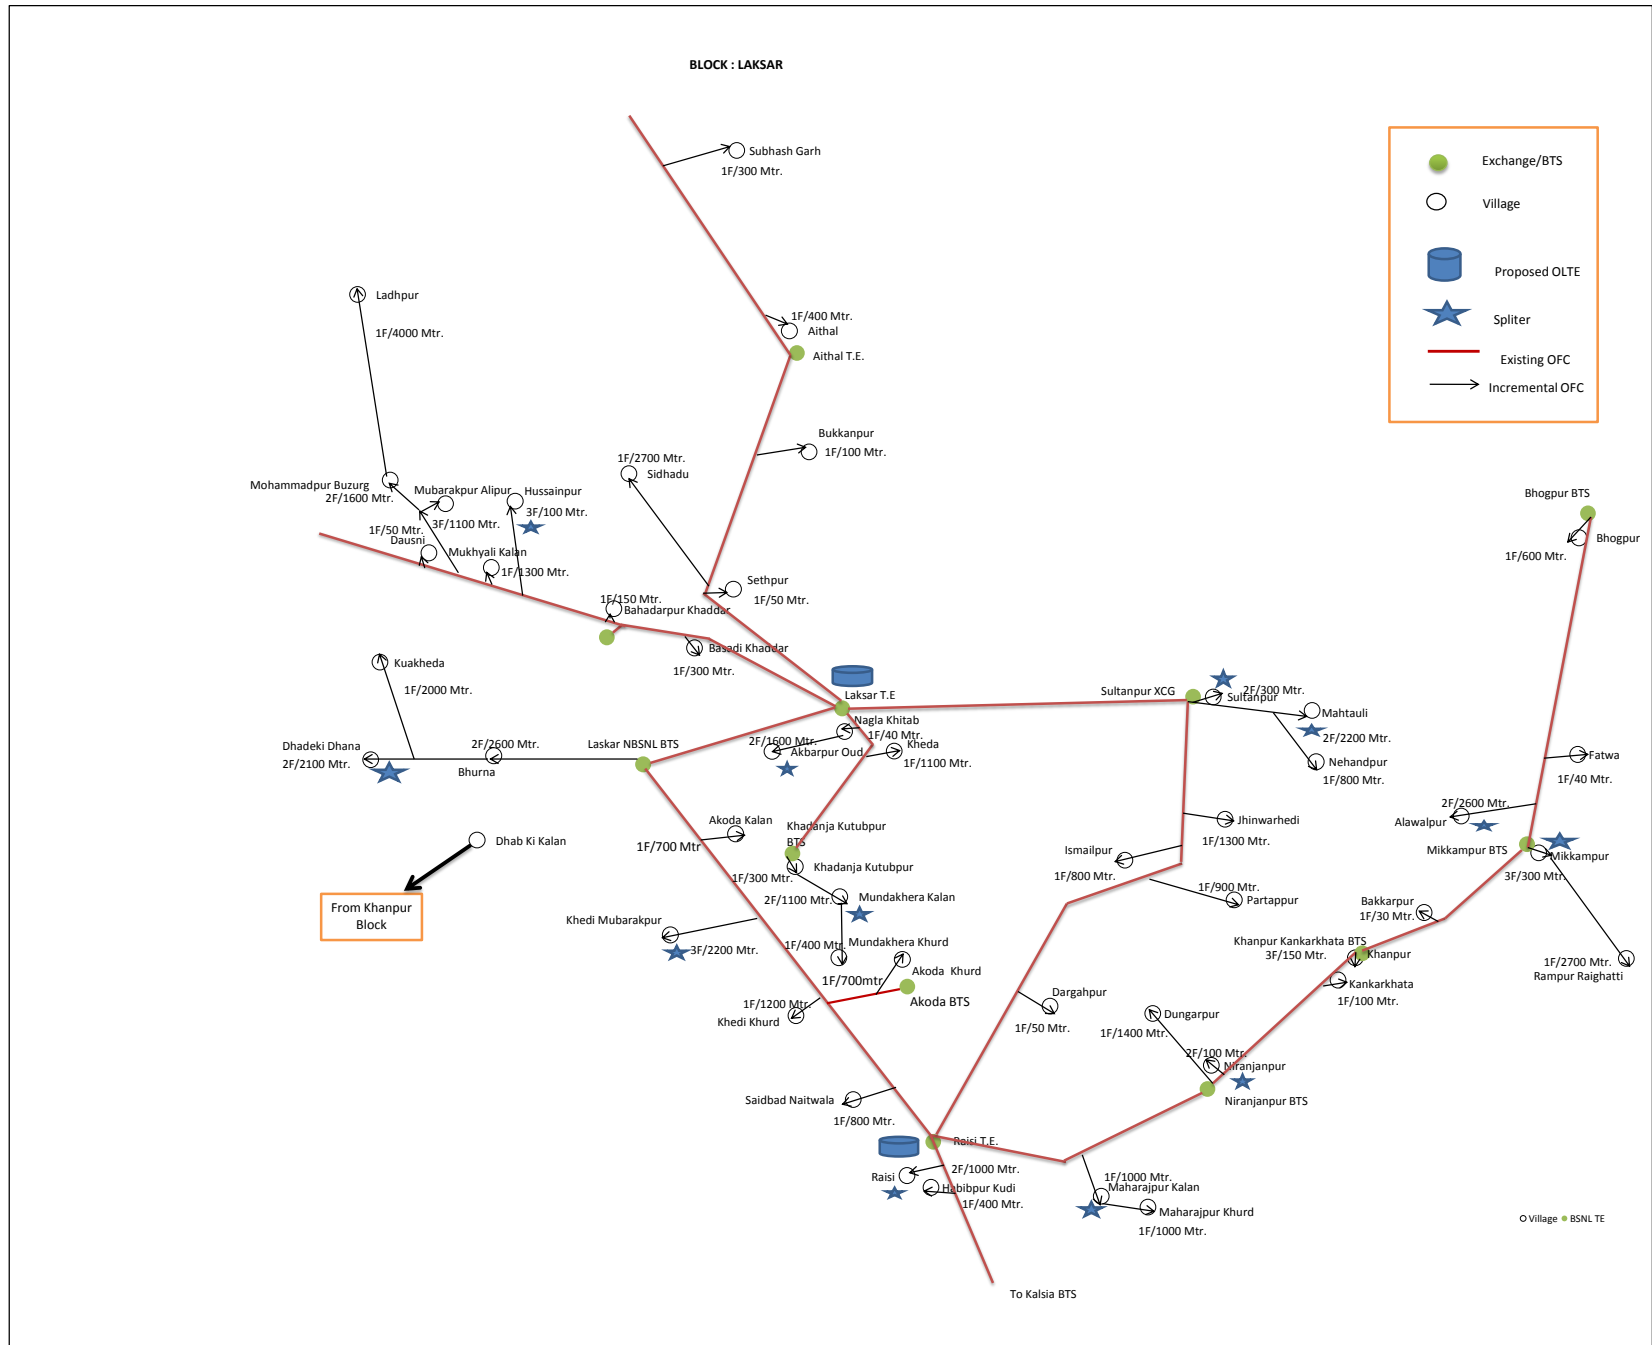 BLOCK : LAKSAR
Subhash Garh
1F/300 Mtr.
Exchange/BTS
Village
Proposed OLTE
Spliter
Existing OFC
Incremental OFC
Ladhpur
1F/4000 Mtr.
1F/400 Mtr.
Aithal
Aithal T.E.
Bukkanpur
1F/100 Mtr.
1F/2700 Mtr.
Sidhadu
Mohammadpur Buzurg
2F/1600 Mtr.
Mubarakpur Alipur
3F/1100 Mtr.
Hussainpur
3F/100 Mtr.
1F/50 Mtr.
Dausni
Mukhyali Kalan
1F/1300 Mtr.
Bhogpur BTS
Bhogpur
1F/600 Mtr.
Sethpur
1F/50 Mtr.
1F/150 Mtr.
Bahadarpur Khaddar
Basadi Khaddar
1F/300 Mtr.
Kuakheda
1F/2000 Mtr.
Laksar T.E
Sultanpur XCG
2F/300 Mtr.
Sultanpur
Mahtauli
2F/2200 Mtr.
Nehandpur
1F/800 Mtr.
Dhadeki Dhana
2F/2100 Mtr.
2F/2600 Mtr.
Bhurna
Laskar NBSNL BTS
Nagla Khitab
1F/40 Mtr.
2F/1600 Mtr.
Akbarpur Oud
Kheda
1F/1100 Mtr.
Fatwa
1F/40 Mtr.
2F/2600 Mtr.
Alawalpur
Dhab Ki Kalan
From Khanpur
Block
Akoda Kalan
1F/700 Mtr
Khadanja Kutubpur
BTS
Khadanja Kutubpur
1F/300 Mtr.
2F/1100 Mtr.
Mundakhera Kalan
Jhinwarhedi
1F/1300 Mtr.
Ismailpur
1F/800 Mtr.
1F/900 Mtr.
Partappur
Mikkampur BTS
Mikkampur
3F/300 Mtr.
Bakkarpur
1F/30 Mtr.
Khedi Mubarakpur
3F/2200 Mtr.
1F/400 Mtr.
Mundakhera Khurd
1F/700mtr
Akoda Khurd
Akoda BTS
Khanpur Kankarkhata BTS
3F/150 Mtr.
Khanpur
Kankarkhata
1F/100 Mtr.
1F/2700 Mtr.
Rampur Raighatti
1F/1200 Mtr.
Khedi Khurd
Dargahpur
1F/50 Mtr.
Dungarpur
1F/1400 Mtr.
2F/100 Mtr.
Niranjanpur
Niranjanpur BTS
Saidbad Naitwala
1F/800 Mtr.
Raisi T.E.
2F/1000 Mtr.
Raisi
Habibpur Kudi
1F/400 Mtr.
1F/1000 Mtr.
Maharajpur Kalan
Maharajpur Khurd
1F/1000 Mtr.
Village BSNL TE
To Kalsia BTS